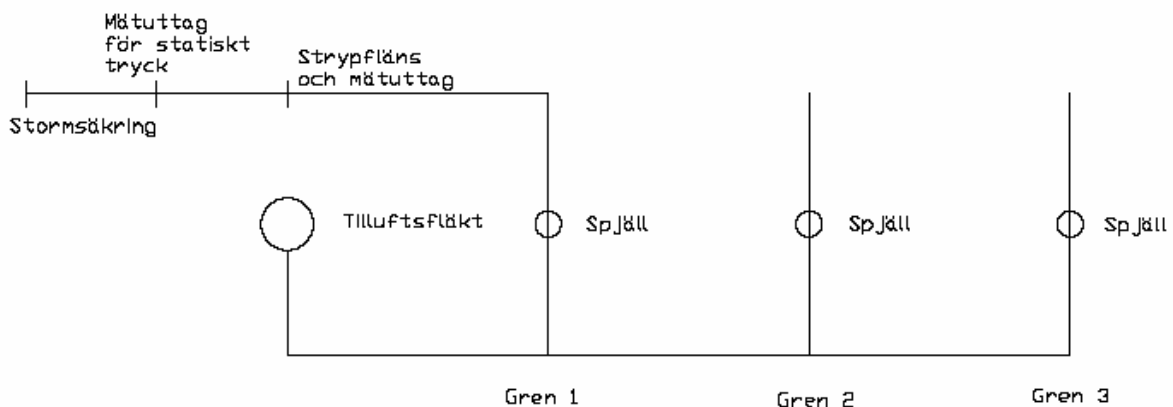 Mätuttag
för statiskt
tryck
Strypfläns
och mätuttag
Stormsäkring
Tilluftsfläkt
Spjäll
Spjäll
Spjäll
Gren 1
Gren 2
Gren 3